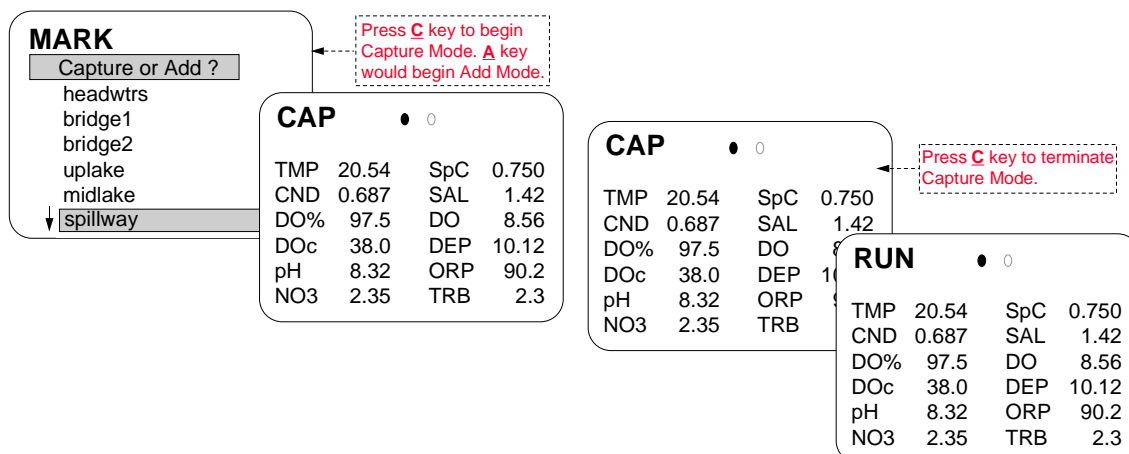 MARK
Capture or Add ?
headwtrs
bridge1
bridge2
uplake
midlake
spillway
Press C key to begin
Capture Mode. A key
would begin Add Mode.
CAP
TMP 20.54 SpC 0.750
CND 0.687 SAL 1.42
DO% 97.5 DO 8.56
DOc 38.0 DEP 10.12
pH 8.32 ORP 90.2
NO3 2.35 TRB 2.3
CAP
TMP 20.54 SpC 0.750
CND 0.687 SAL 1.42
DO% 97.5 DO
DOc 38.0 DEP
pH 8.32 ORP
NO3 2.35 TRB
Press C key to terminate
Capture Mode.
RUN
TMP 20.54 SpC 0.750
CND 0.687 SAL 1.42
DO% 97.5 DO 8.56
DOc 38.0 DEP 10.12
pH 8.32 ORP 90.2
NO3 2.35 TRB 2.3